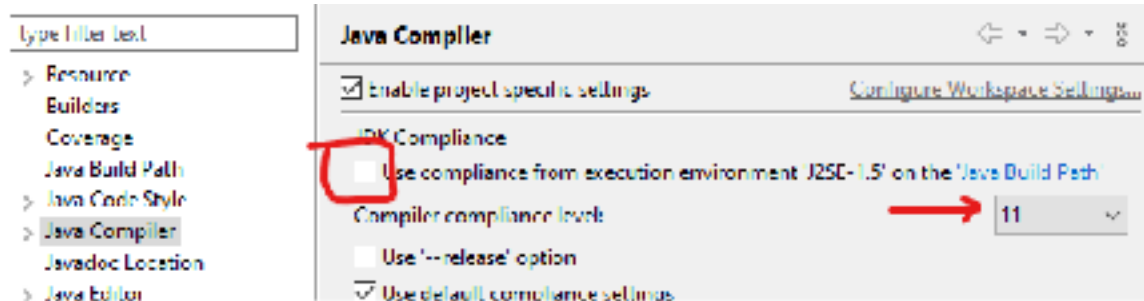 type filter text
Resource
Builders
Coverage
Java Build Path
Java Code Style
Java Compiler
Javadoc Location
Java Editor
Java Compiler
Enable project specific settings
Configure Workspace Settings...
JDK Compliance
Use compliance from execution environment 'J2SE-1.5' on the 'Java Build Path'
Compiler compliance level: 11
Use '--release' option
Use default compliance settings